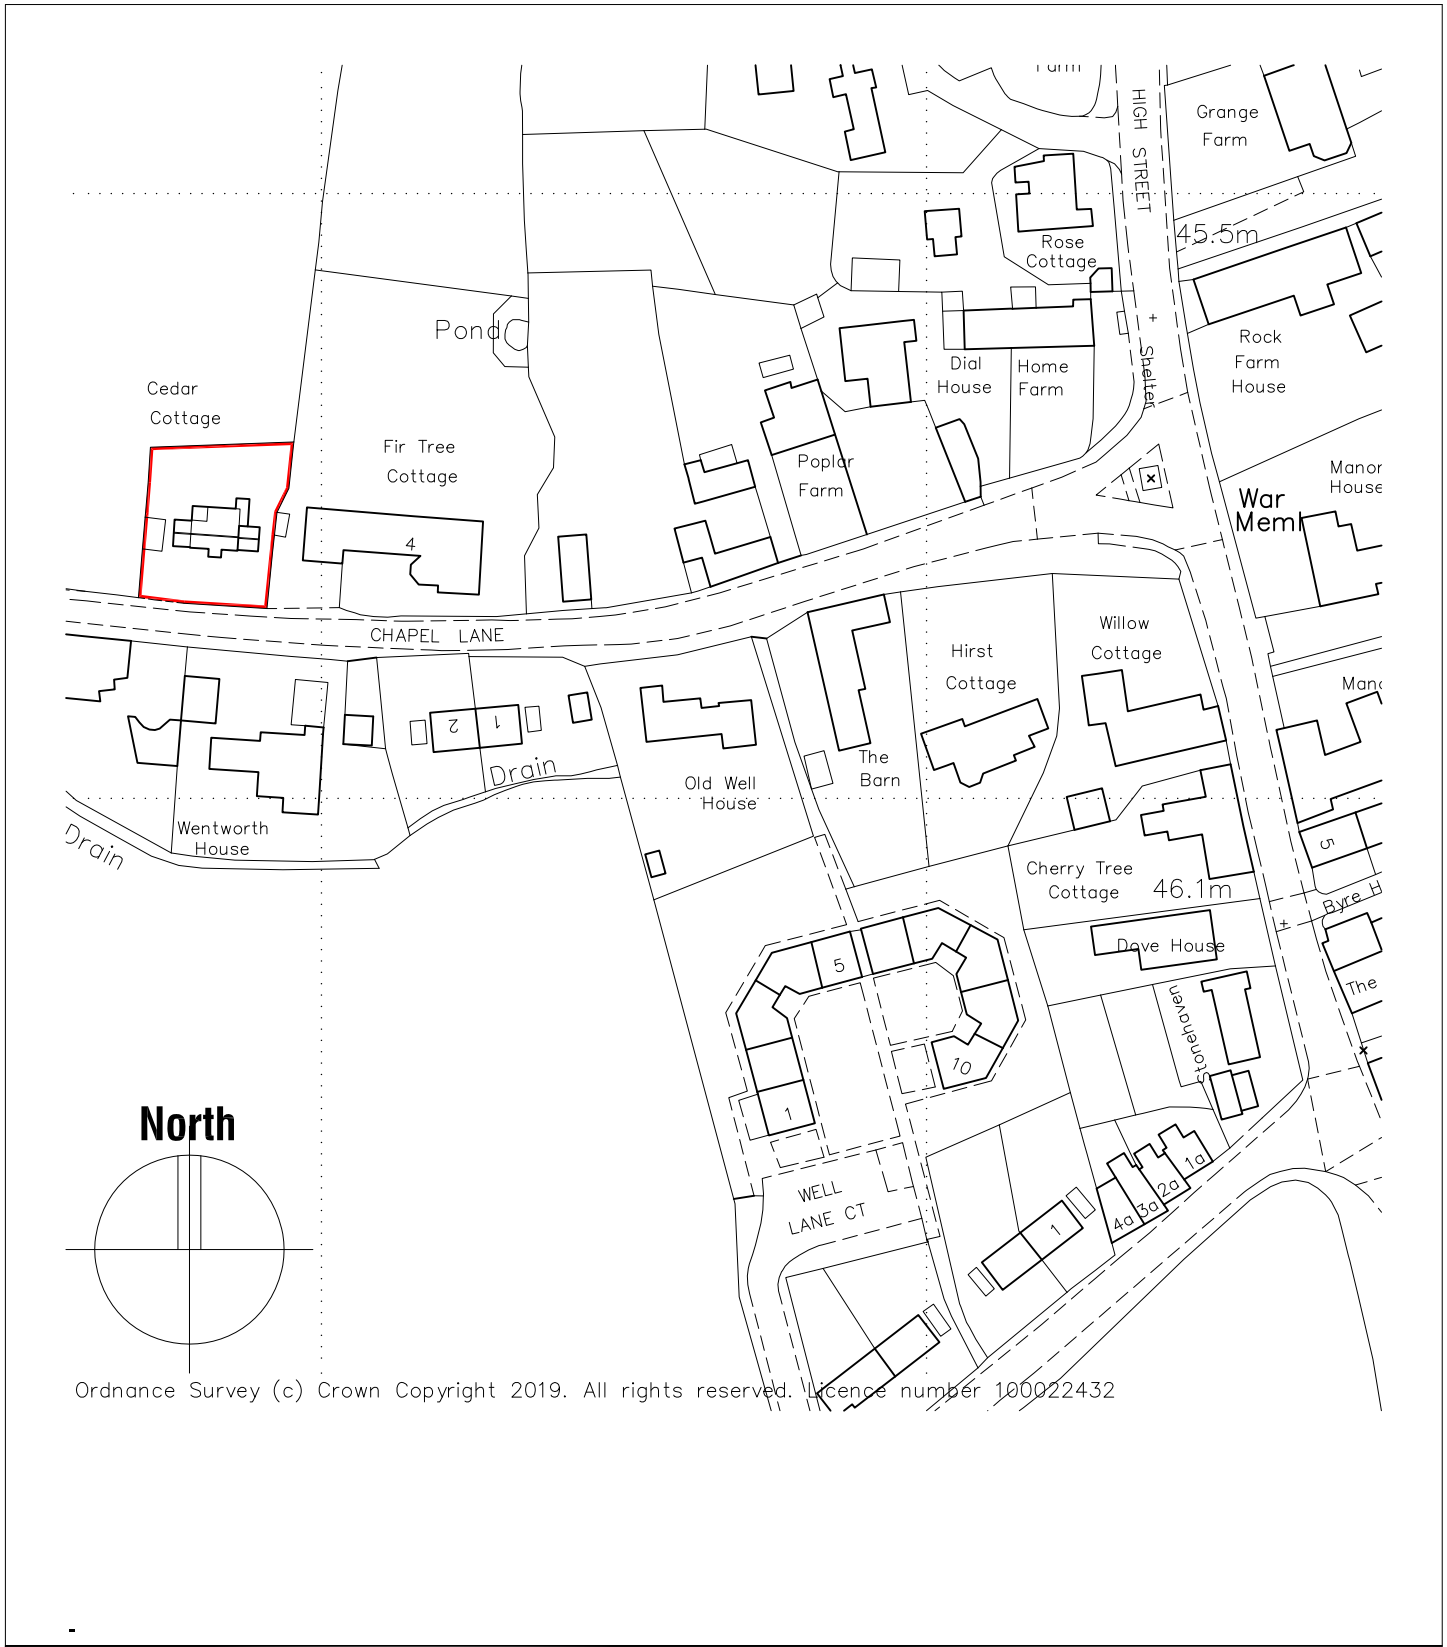 Farm
HIGH STREET
Grange
Farm
45.5m
Rose
Cottage
Pond
Shelter
Rock
Farm
House
Dial
House
Home
Farm
Cedar
Cottage
Fir Tree
Cottage
Poplar
Farm
Manor
House
War
Meml
4
CHAPEL LANE
Willow
Cottage
Hirst
Cottage
2
1
Drain
Old Well
House
The
Barn
Wentworth
House
Drain
Cherry Tree
Cottage
46.1m
5
Byre H
Dove House
5
The
Stonehaven
10
1
North
WELL
LANE CT
1
4a
3a
2a
1a
Ordnance Survey (c) Crown Copyright 2019. All rights reserved. Licence number 100022432